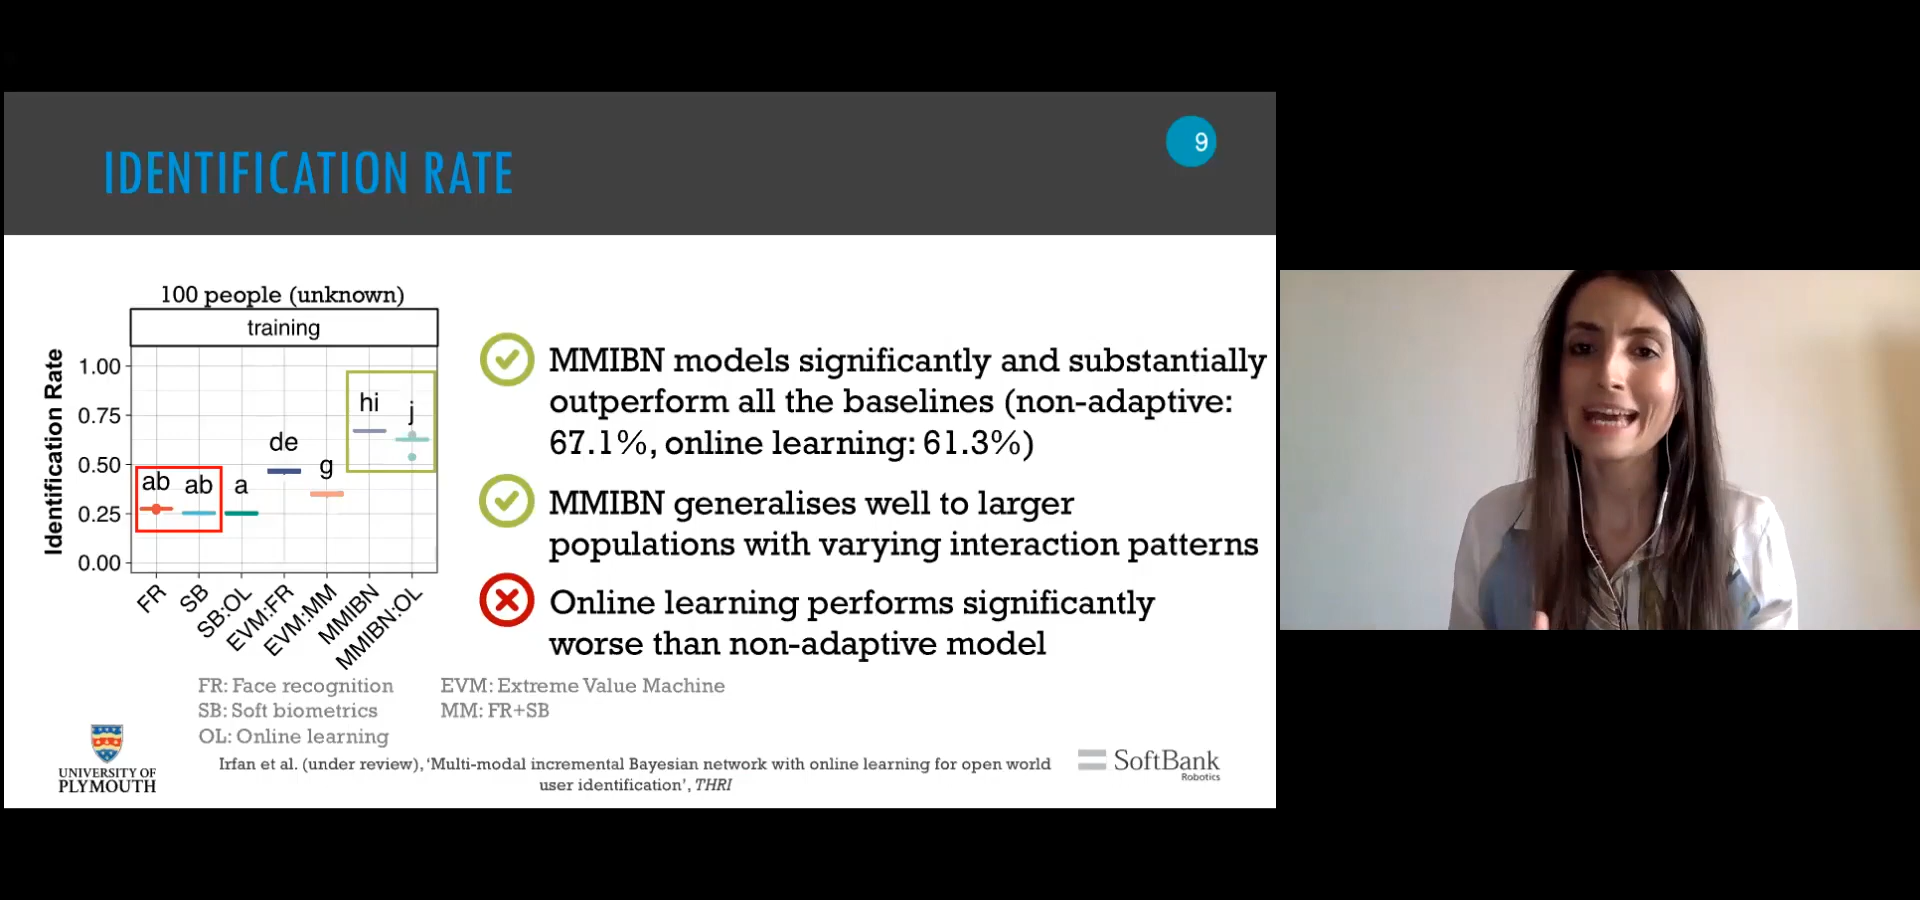 IDENTIFICATION RATE
9
100 people (unknown)
training
Identification Rate
1.00
0.75
0.50
0.25
0.00
ab
ab
a
de
g
hi
j
FR
SB
SB:OL
EVM:FR
EVM:MM
MMIBN
MMIBN:OL
MMIBN models significantly and substantially
outperform all the baselines (non-adaptive:
67.1%, online learning: 61.3%)
MMIBN generalises well to larger
populations with varying interaction patterns
Online learning performs significantly
worse than non-adaptive model
FR: Face recognition
SB: Soft biometrics
OL: Online learning
EVM: Extreme Value Machine
MM: FR+SB
Irfan et al. (under review), ‘Multi-modal incremental Bayesian network with online learning for open world
user identification’, THRI
UNIVERSITY OF
PLYMOUTH
SoftBank
Robotics